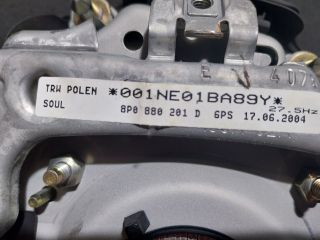 TRW POLEN *001NE01BA89Y*
27.5Hz
SOUL 8P0 880 201 D 6PS 17.06.2004